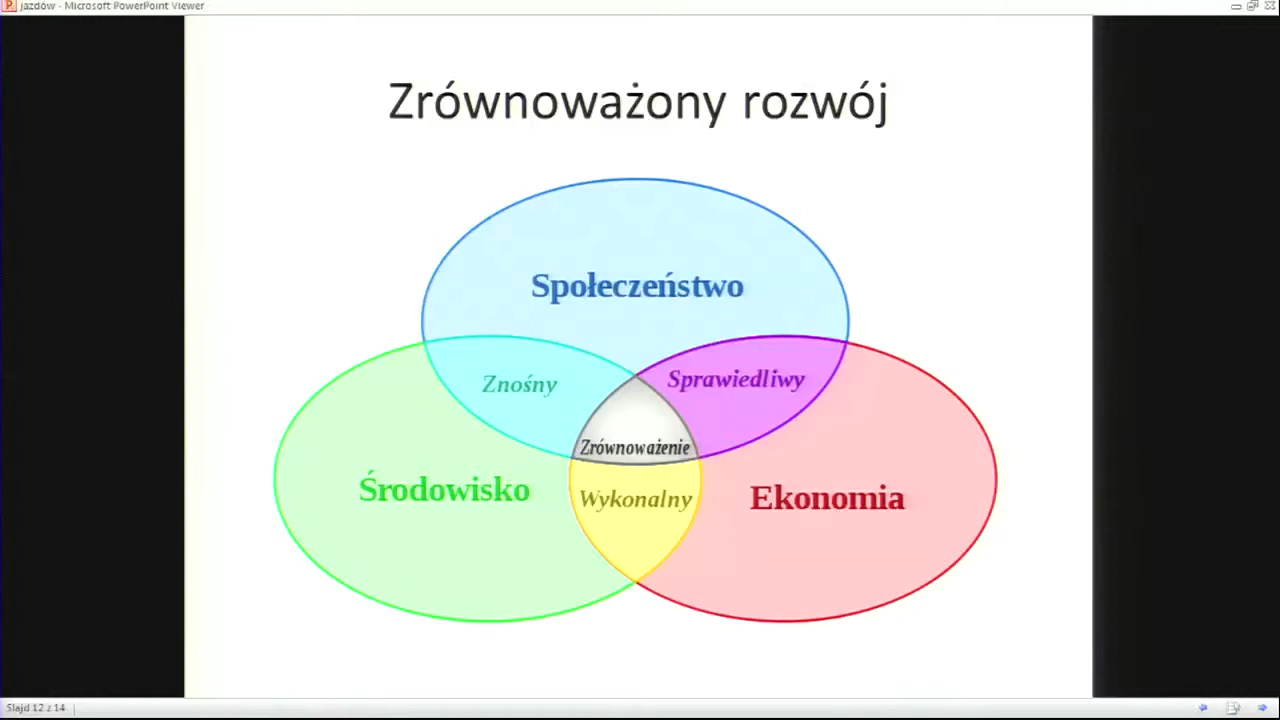 jazdów - Microsoft PowerPoint Viewer
Zrównoważony rozwój
Społeczeństwo
Znośny
Sprawiedliwy
Zrównoważenie
Środowisko
Wykonalny
Ekonomia
Slajd 12 z 14